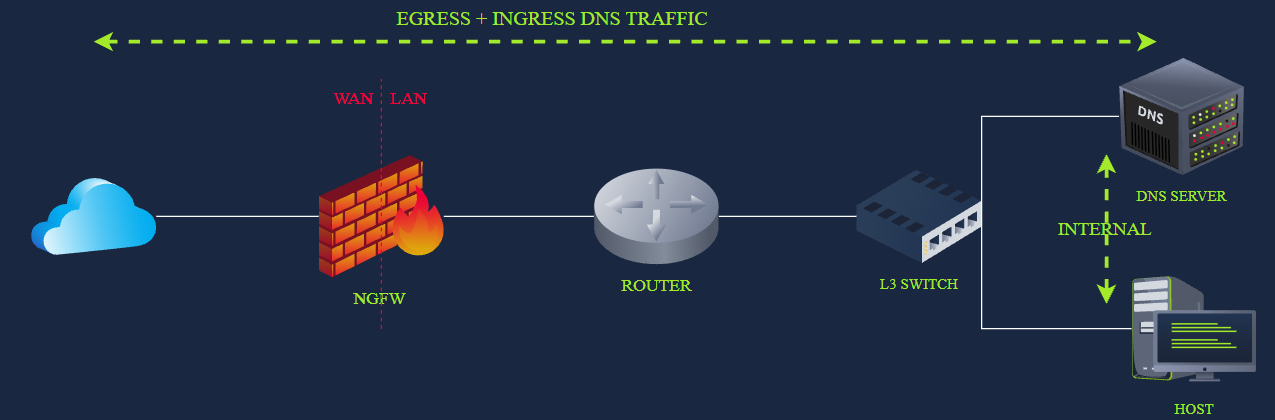 EGRESS + INGRESS DNS TRAFFIC
WAN LAN
DNS
DNS SERVER
INTERNAL
NGFW
ROUTER
L3 SWITCH
HOST